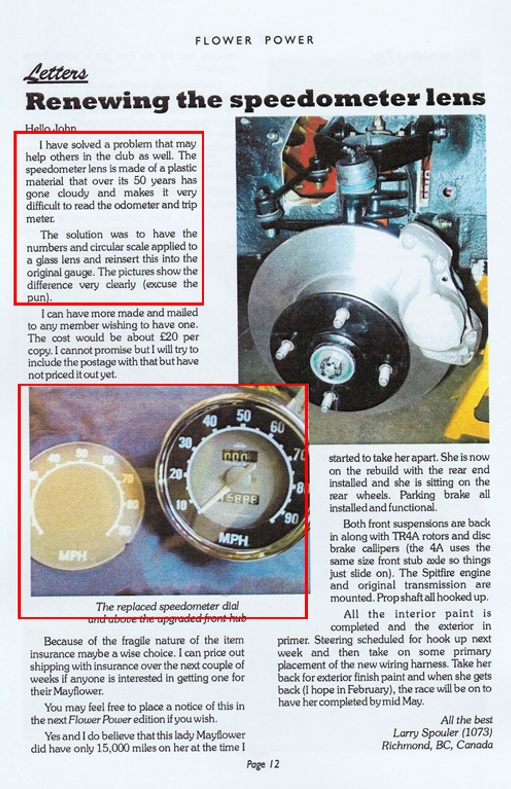 FLOWER POWER
Letters
Renewing the speedometer lens
Hello John
I have solved a problem that may
help others in the club as well. The
speedometer lens is made of a plastic
material that over its 50 years has
gone cloudy and makes it very
difficult to read the odometer and trip
meter.
The solution was to have the
numbers and circular scale applied to
a glass lens and reinsert this into the
original gauge. The pictures show the
difference very clearly (excuse the
pun).
I can have more made and mailed
to any member wishing to have one.
The cost would be about £20 per
copy. I cannot promise but I will try to
include the postage with that but have
not priced it out yet.
40 50 60
70
80
90
MPH
10 20 30 40 50 60 70 80 90
000
5888
MPH
The replaced speedometer dial
and above the upgraded front hub
Because of the fragile nature of the item
insurance maybe a wise choice. I can price out
shipping with insurance over the next couple of
weeks if anyone is interested in getting one for
their Mayflower.
You may feel free to place a notice of this in
the next Flower Power edition if you wish.
Yes and I do believe that this lady Mayflower
did have only 15,000 miles on her at the time I
started to take her apart. She is now
on the rebuild with the rear end
installed and she is sitting on the
rear wheels. Parking brake all
installed and functional.
Both front suspensions are back
in along with TR4A rotors and disc
brake callipers (the 4A uses the
same size front stub axle so things
just slide on). The Spitfire engine
and original transmission are
mounted. Prop shaft all hooked up.
All the interior paint is
completed and the exterior in
primer. Steering scheduled for hook up next
week and then take on some primary
placement of the new wiring harness. Take her
back for exterior finish paint and when she gets
back (I hope in February), the race will be on to
have her completed by mid May.
All the best
Larry Spouler (1073)
Richmond, BC, Canada
Page 12